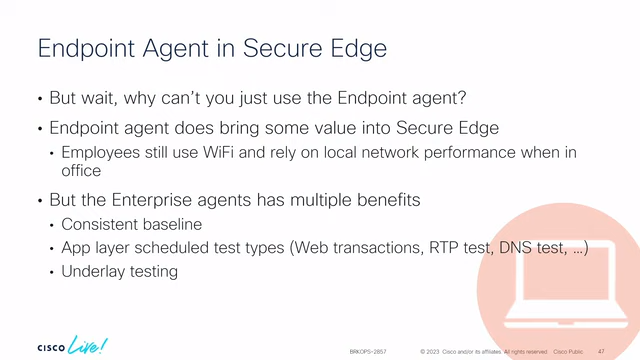 Endpoint Agent in Secure Edge
• But wait, why can't you just use the Endpoint agent?
• Endpoint agent does bring some value into Secure Edge
• Employees still use WiFi and rely on local network performance when in
office
• But the Enterprise agents has multiple benefits
• Consistent baseline
• App layer scheduled test types (Web transactions, RTP test, DNS test, ...)
• Underlay testing
CISCO Live! BRKOPS-2857 © 2023 Cisco and/or its affiliates. All rights reserved. Cisco Public 47